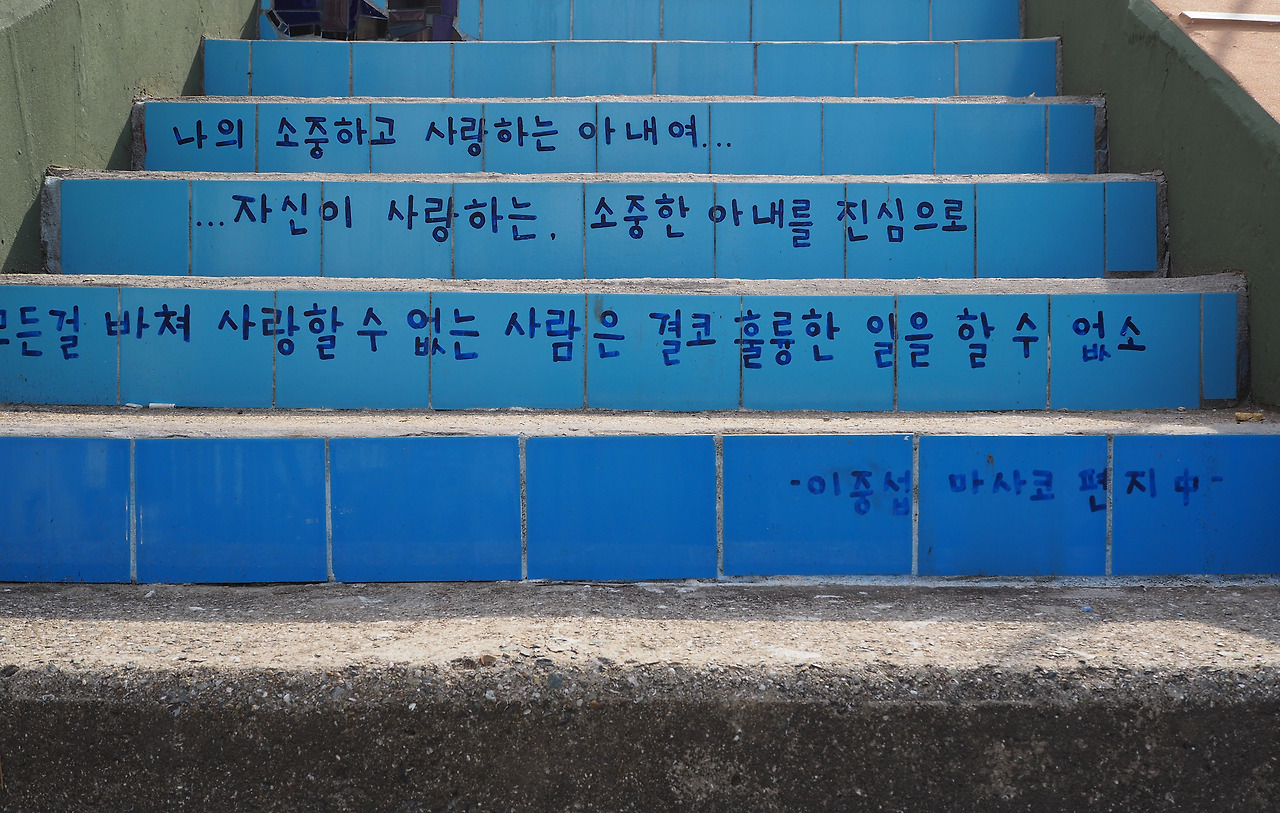 나의 소중하고 사랑하는 아내여...
...자신이 사랑하는, 소중한 아내를 진심으로
모든걸 바쳐 사랑할 수 없는 사람은 결코 훌륭한 일을 할 수 없소
-이중섭 마사코 편지中-